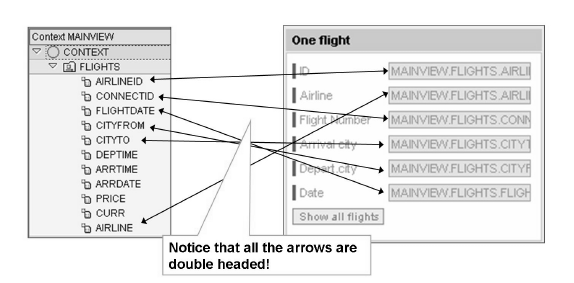 Context MAINVIEW
CONTEXT
FLIGHTS
AIRLINEID
CONNECTID
FLIGHTDATE
CITYFROM
CITYTO
DEPTIME
ARRTIME
ARRDATE
PRICE
CURR
AIRLINE
One flight
ID MAINVIEW.FLIGHTS.AIRLI
Airline MAINVIEW.FLIGHTS.AIRLI
Flight Number MAINVIEW.FLIGHTS.CONN
Arrival city MAINVIEW.FLIGHTS.CITYT
Depart.city MAINVIEW.FLIGHTS.CITYF
Date MAINVIEW.FLIGHTS.FLIGH
Show all flights
Notice that all the arrows are
double headed!